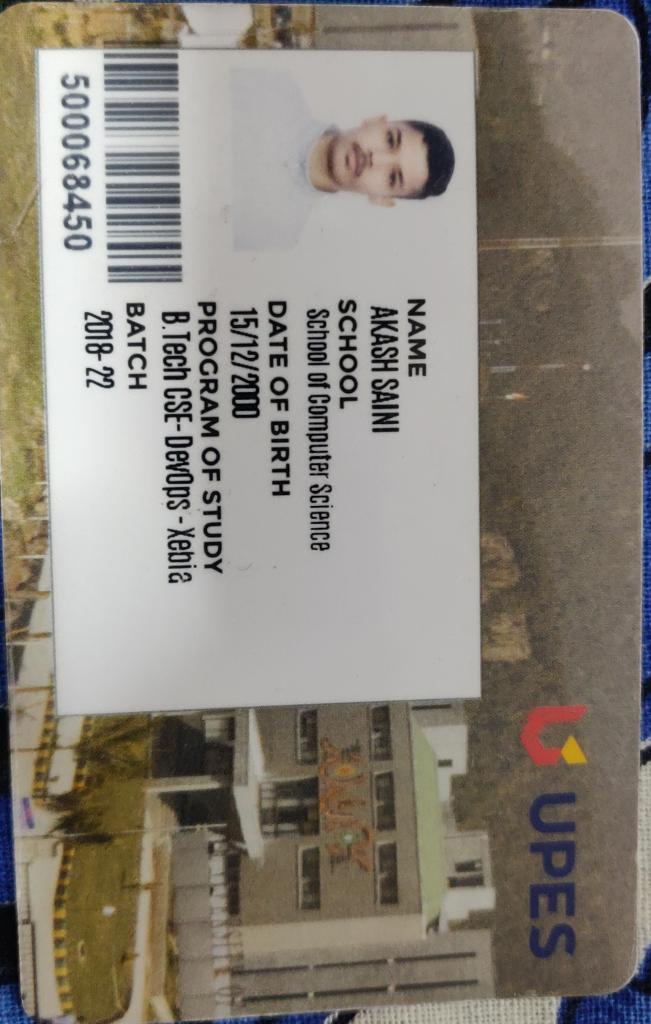 UPES
NAME
AKASH SAINI
SCHOOL
School of Computer Science
DATE OF BIRTH
15/12/2000
PROGRAM OF STUDY
B.Tech CSE- DevOps - Xebia
BATCH
2018- 22
500068450